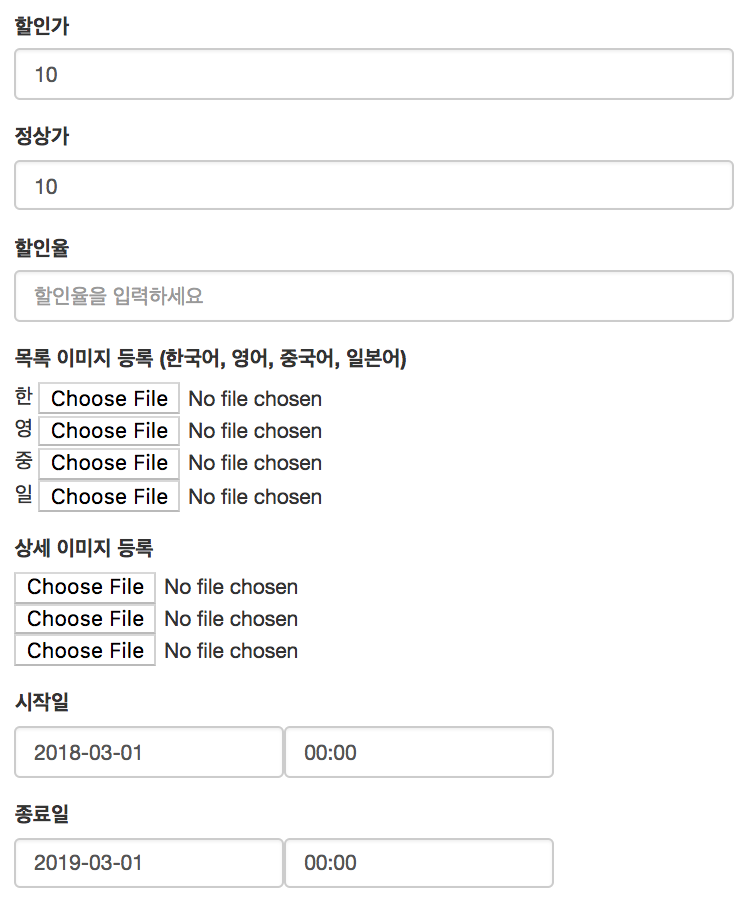 할인가
10
정상가
10
할인율
할인율을 입력하세요
목록 이미지 등록 (한국어, 영어, 중국어, 일본어)
한 Choose File No file chosen
영 Choose File No file chosen
중 Choose File No file chosen
일 Choose File No file chosen
상세 이미지 등록
Choose File No file chosen
Choose File No file chosen
Choose File No file chosen
시작일
2018-03-01 00:00
종료일
2019-03-01 00:00